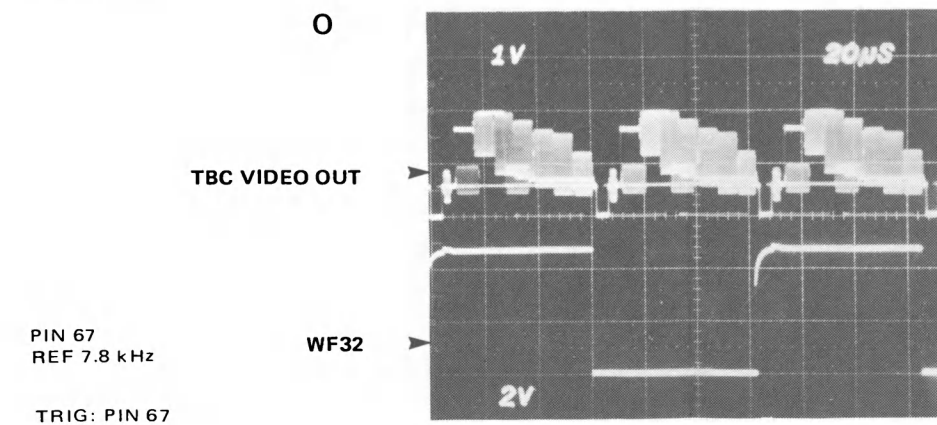 O
1V
20µS
TBC VIDEO OUT
PIN 67
REF 7.8 kHz
WF32
TRIG: PIN 67
2V